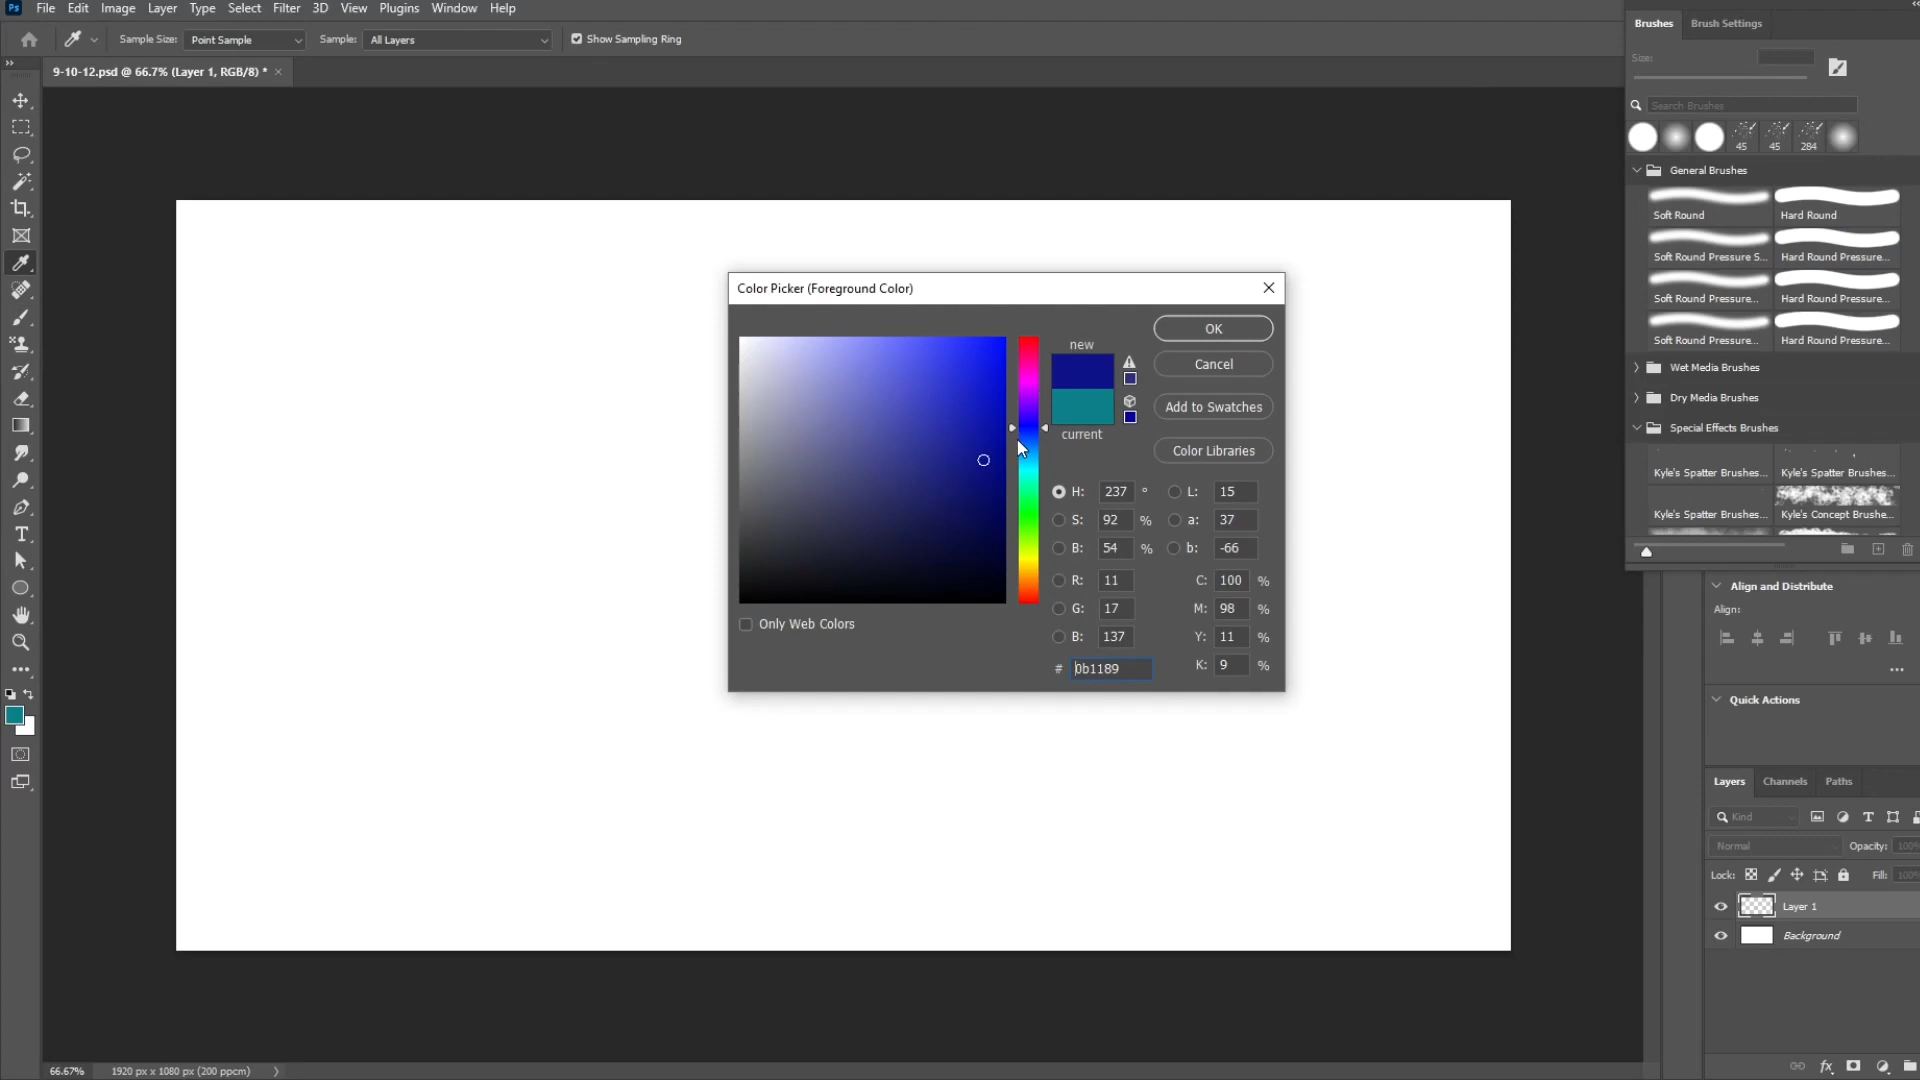 Ps File Edit Image Layer Type Select Filter 3D View Plugins Window Help
Sample Size: Point Sample Sample: All Layers Show Sampling Ring
9-10-12.psd @ 66.7% (Layer 1, RGB/8) * ×
Brushes Brush Settings
Size:
Search Brushes
45 45 284
General Brushes
Soft Round Hard Round
Soft Round Pressure S... Hard Round Pressure...
Soft Round Pressure... Hard Round Pressure...
Soft Round Pressure... Hard Round Pressure...
Wet Media Brushes
Dry Media Brushes
Special Effects Brushes
Kyle's Spatter Brushes... Kyle's Spatter Brushes...
Kyle's Spatter Brushes... Kyle's Concept Brushe...
Color Picker (Foreground Color)
new
current
OK
Cancel
Add to Swatches
Color Libraries
H: 237 ° L: 15
S: 92 % a: 37
B: 54 % b: -66
R: 11 C: 100 %
G: 17 M: 98 %
B: 137 Y: 11 %
# 0b1189 K: 9 %
Only Web Colors
Align and Distribute
Align:
Quick Actions
Layers Channels Paths
Kind
Normal Opacity: 100%
Lock: Fill: 100%
Layer 1
Background
fx
66.67% 1920 px x 1080 px (200 ppcm)